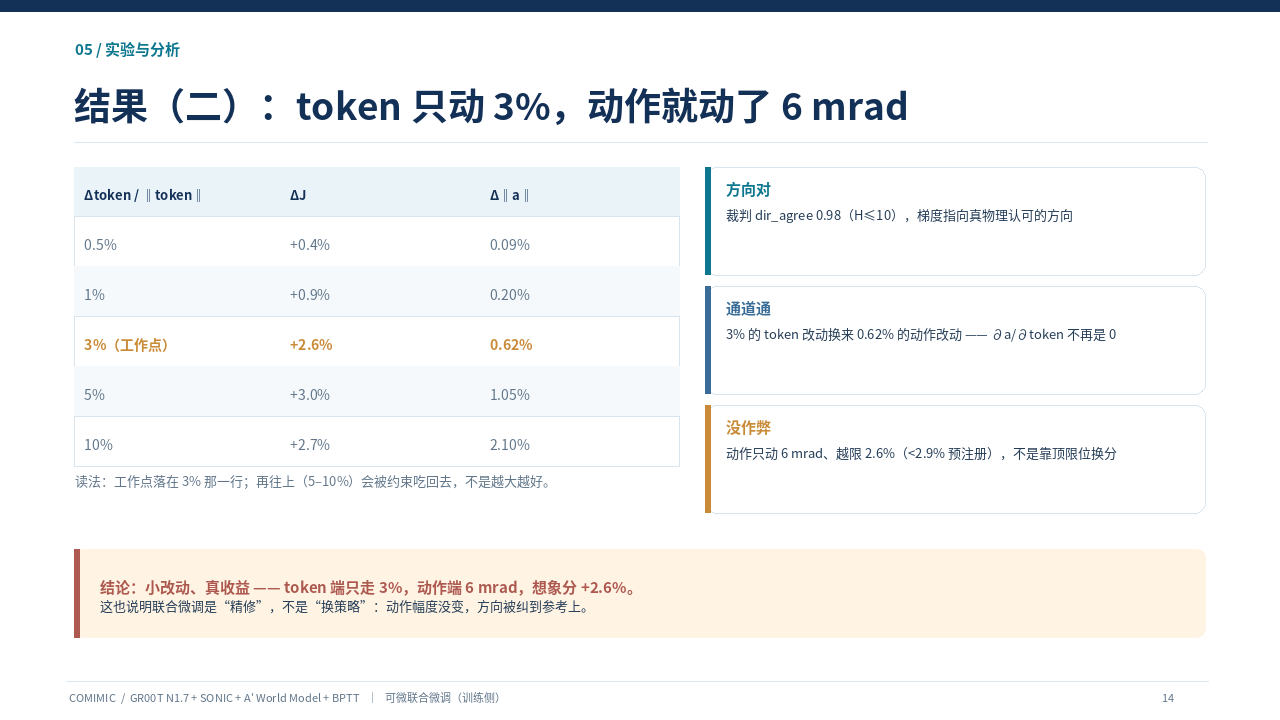 05 / 实验与分析
结果（二）：token 只动 3%，动作就动了 6 mrad
Δtoken / ‖token‖ ΔJ Δ‖a‖
0.5% +0.4% 0.09%
1% +0.9% 0.20%
3%（工作点） +2.6% 0.62%
5% +3.0% 1.05%
10% +2.7% 2.10%
读法：工作点落在 3% 那一行；再往上（5–10%）会被约束吃回去，不是越大越好。
方向对
裁判 dir_agree 0.98（H≤10），梯度指向真物理认可的方向
通道通
3% 的 token 改动换来 0.62% 的动作改动 —— ∂a/∂token 不再是 0
没作弊
动作只动 6 mrad、越限 2.6%（<2.9% 预注册），不是靠顶限位换分
结论：小改动、真收益 —— token 端只走 3%，动作端 6 mrad，想象分 +2.6%。
这也说明联合微调是“精修”，不是“换策略”：动作幅度没变，方向被纠到参考上。
COMIMIC / GR00T N1.7 + SONIC + A' World Model + BPTT ｜ 可微联合微调（训练侧）
14